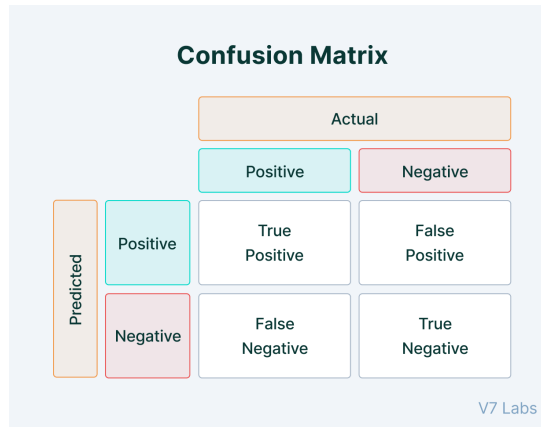 Confusion Matrix
Actual
Positive
Negative
Predicted
Positive
True
Positive
False
Positive
Negative
False
Negative
True
Negative
V7 Labs